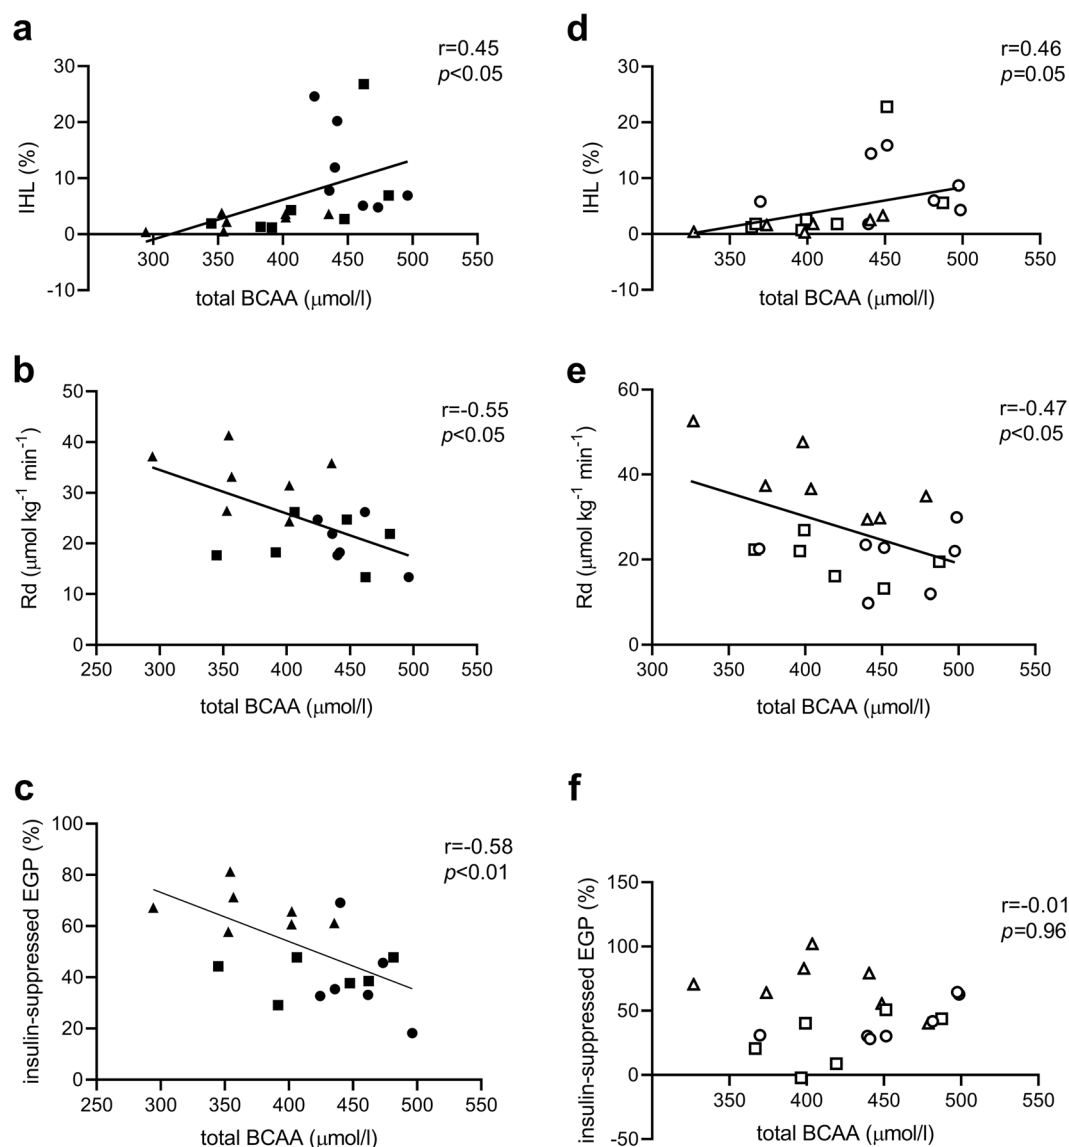 a
r=0.45
p<0.05
30
20
10
0
-10
IHL (%)
300 350 400 450 500 550
total BCAA (μmol/l)
d
r=0.46
p=0.05
30
20
10
0
-10
IHL (%)
350 400 450 500 550
total BCAA (μmol/l)
b
r=-0.55
p<0.05
50
40
30
20
10
0
Rd (μmol kg-1 min-1)
250 300 350 400 450 500 550
total BCAA (μmol/l)
e
r=-0.47
p<0.05
60
40
20
0
Rd (μmol kg-1 min-1)
300 350 400 450 500 550
total BCAA (μmol/l)
c
r=-0.58
p<0.01
100
80
60
40
20
0
insulin-suppressed EGP (%)
250 300 350 400 450 500 550
total BCAA (μmol/l)
f
r=-0.01
p=0.96
150
100
50
0
-50
insulin-suppressed EGP (%)
350 400 450 500 550
total BCAA (μmol/l)